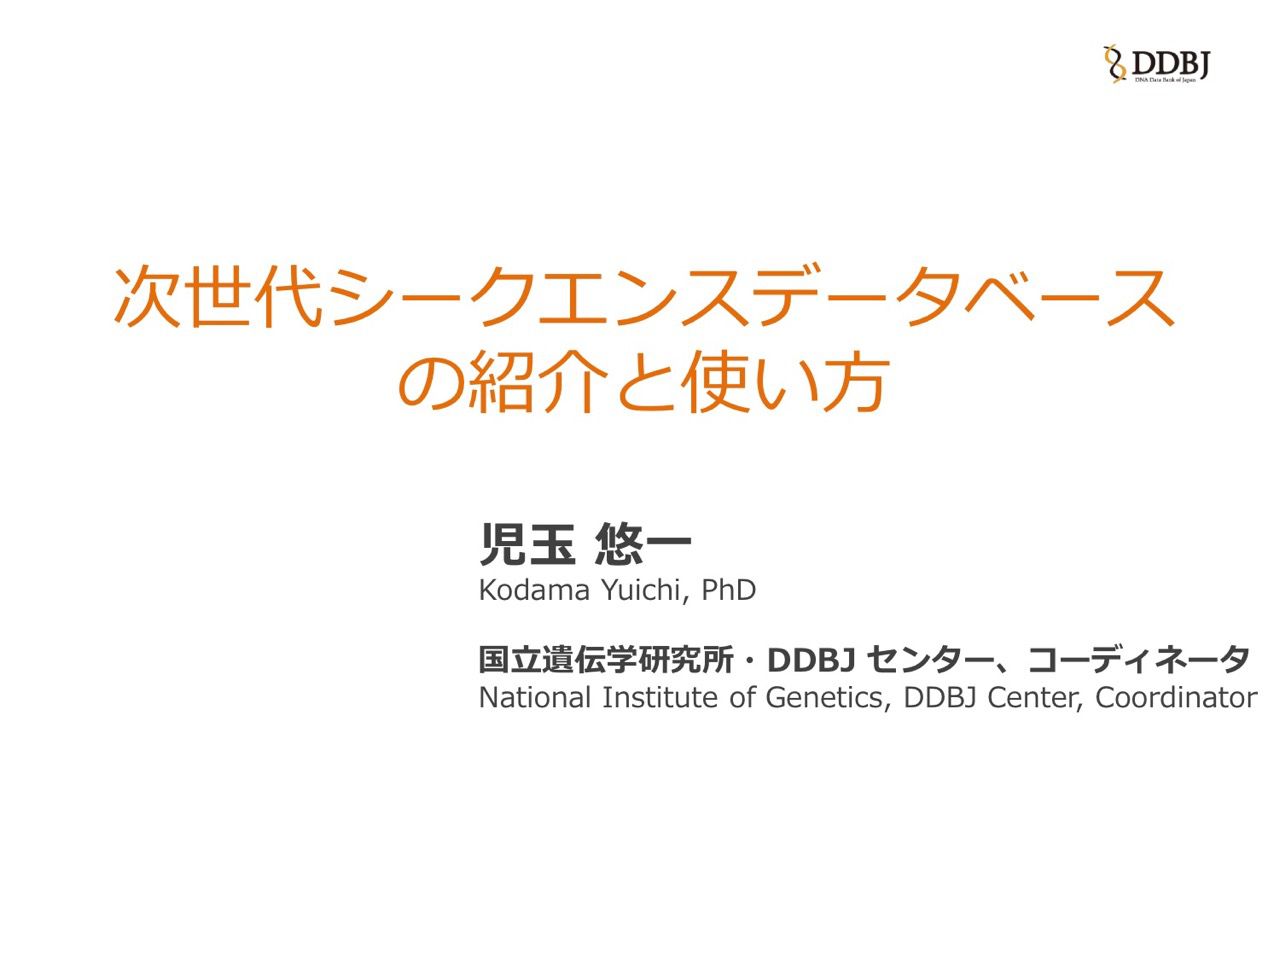 DDBJ
DNA Data Bank of Japan
次世代シークエンスデータベース
の紹介と使い方
児玉 悠一
Kodama Yuichi, PhD
国立遺伝学研究所・DDBJ センター、コーディネータ
National Institute of Genetics, DDBJ Center, Coordinator